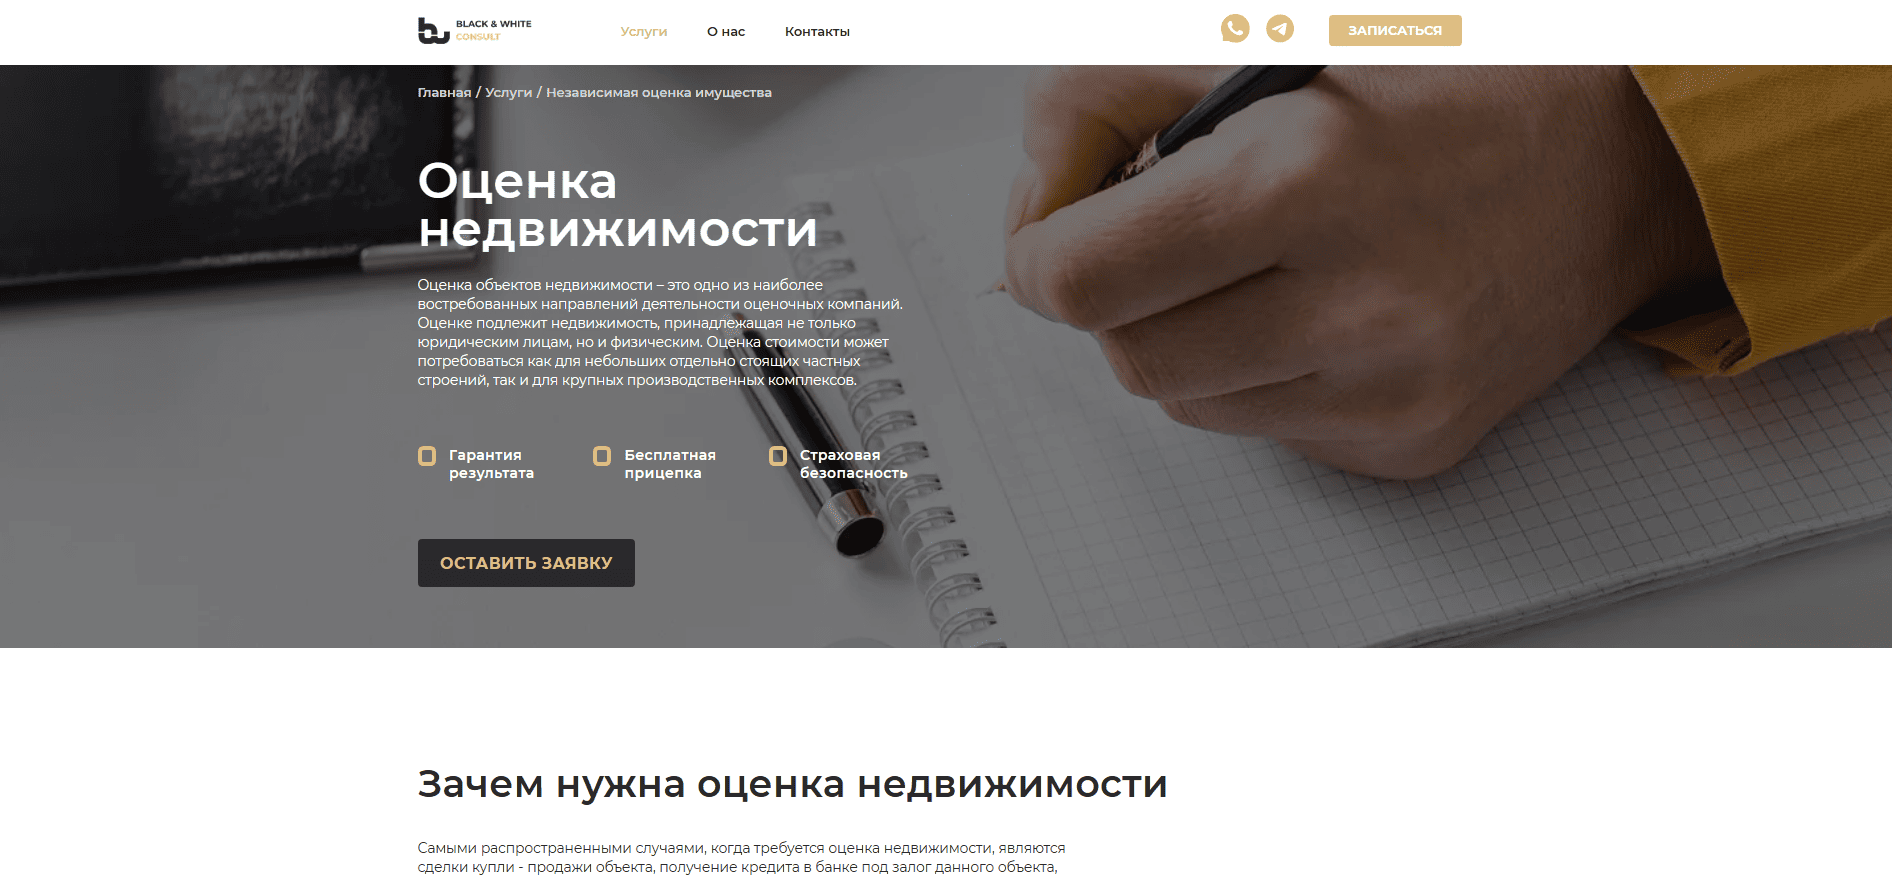 BLACK & WHITE
CONSULT
Услуги
О нас
Контакты
ЗАПИСАТЬСЯ
Главная / Услуги / Независимая оценка имущества
Оценка
недвижимости
Оценка объектов недвижимости – это одно из наиболее
востребованных направлений деятельности оценочных компаний.
Оценке подлежит недвижимость, принадлежащая не только
юридическим лицам, но и физическим. Оценка стоимости может
потребоваться как для небольших отдельно стоящих частных
строений, так и для крупных производственных комплексов.
Гарантия
результата
Бесплатная
прицепка
Страховая
безопасность
ОСТАВИТЬ ЗАЯВКУ
Зачем нужна оценка недвижимости
Самыми распространенными случаями, когда требуется оценка недвижимости, являются
сделки купли - продажи объекта, получение кредита в банке под залог данного объекта,